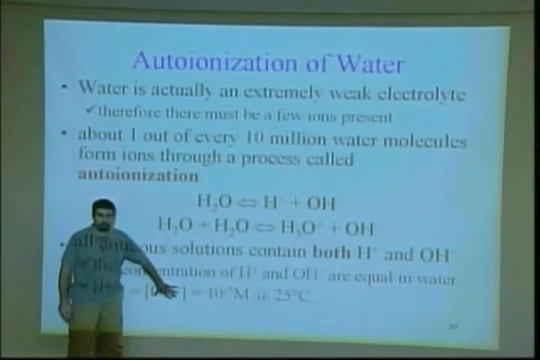 Autoionization of Water
• Water is actually an extremely weak electrolyte
✓therefore there must be a few ions present
• about 1 out of every 10 million water molecules
form ions through a process called
autoionization
H₂O ⇔ H⁺ + OH
H₂O + H₂O ⇔ H₃O⁺ + OH
• all aqueous solutions contain both H⁺ and OH
concentration of H⁺ and OH are equal in water
= 10⁻⁷M 25°C